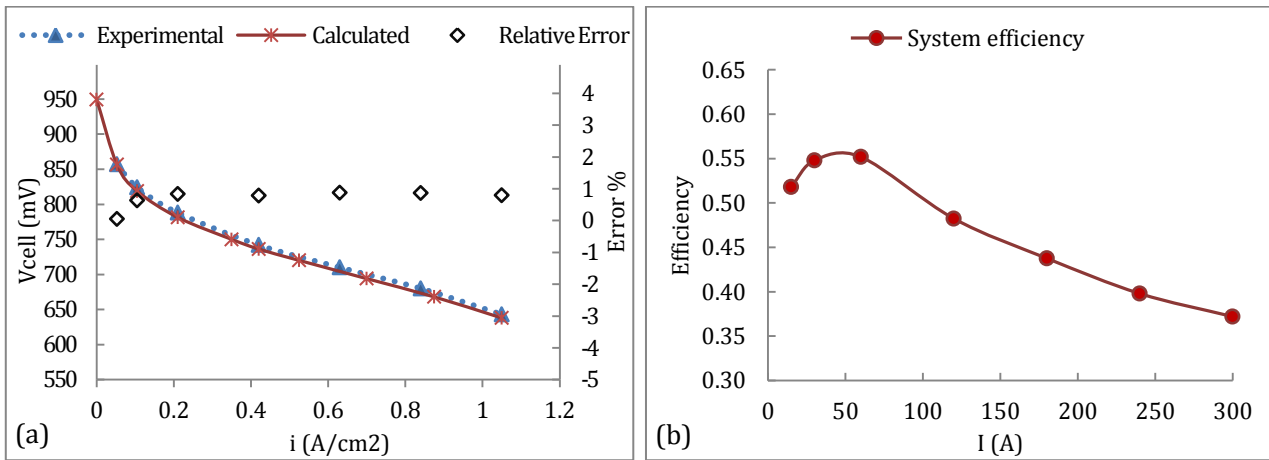 Experimental Calculated Relative Error
Vcell (mV)
950
900
850
800
750
700
650
600
550
4
3
2
1
0
-1
-2
-3
-4
-5
Error %
0 0.2 0.4 0.6 0.8 1 1.2
i (A/cm2)
(a)
System efficiency
Efficiency
0.65
0.60
0.55
0.50
0.45
0.40
0.35
0.30
0 50 100 150 200 250 300
I (A)
(b)